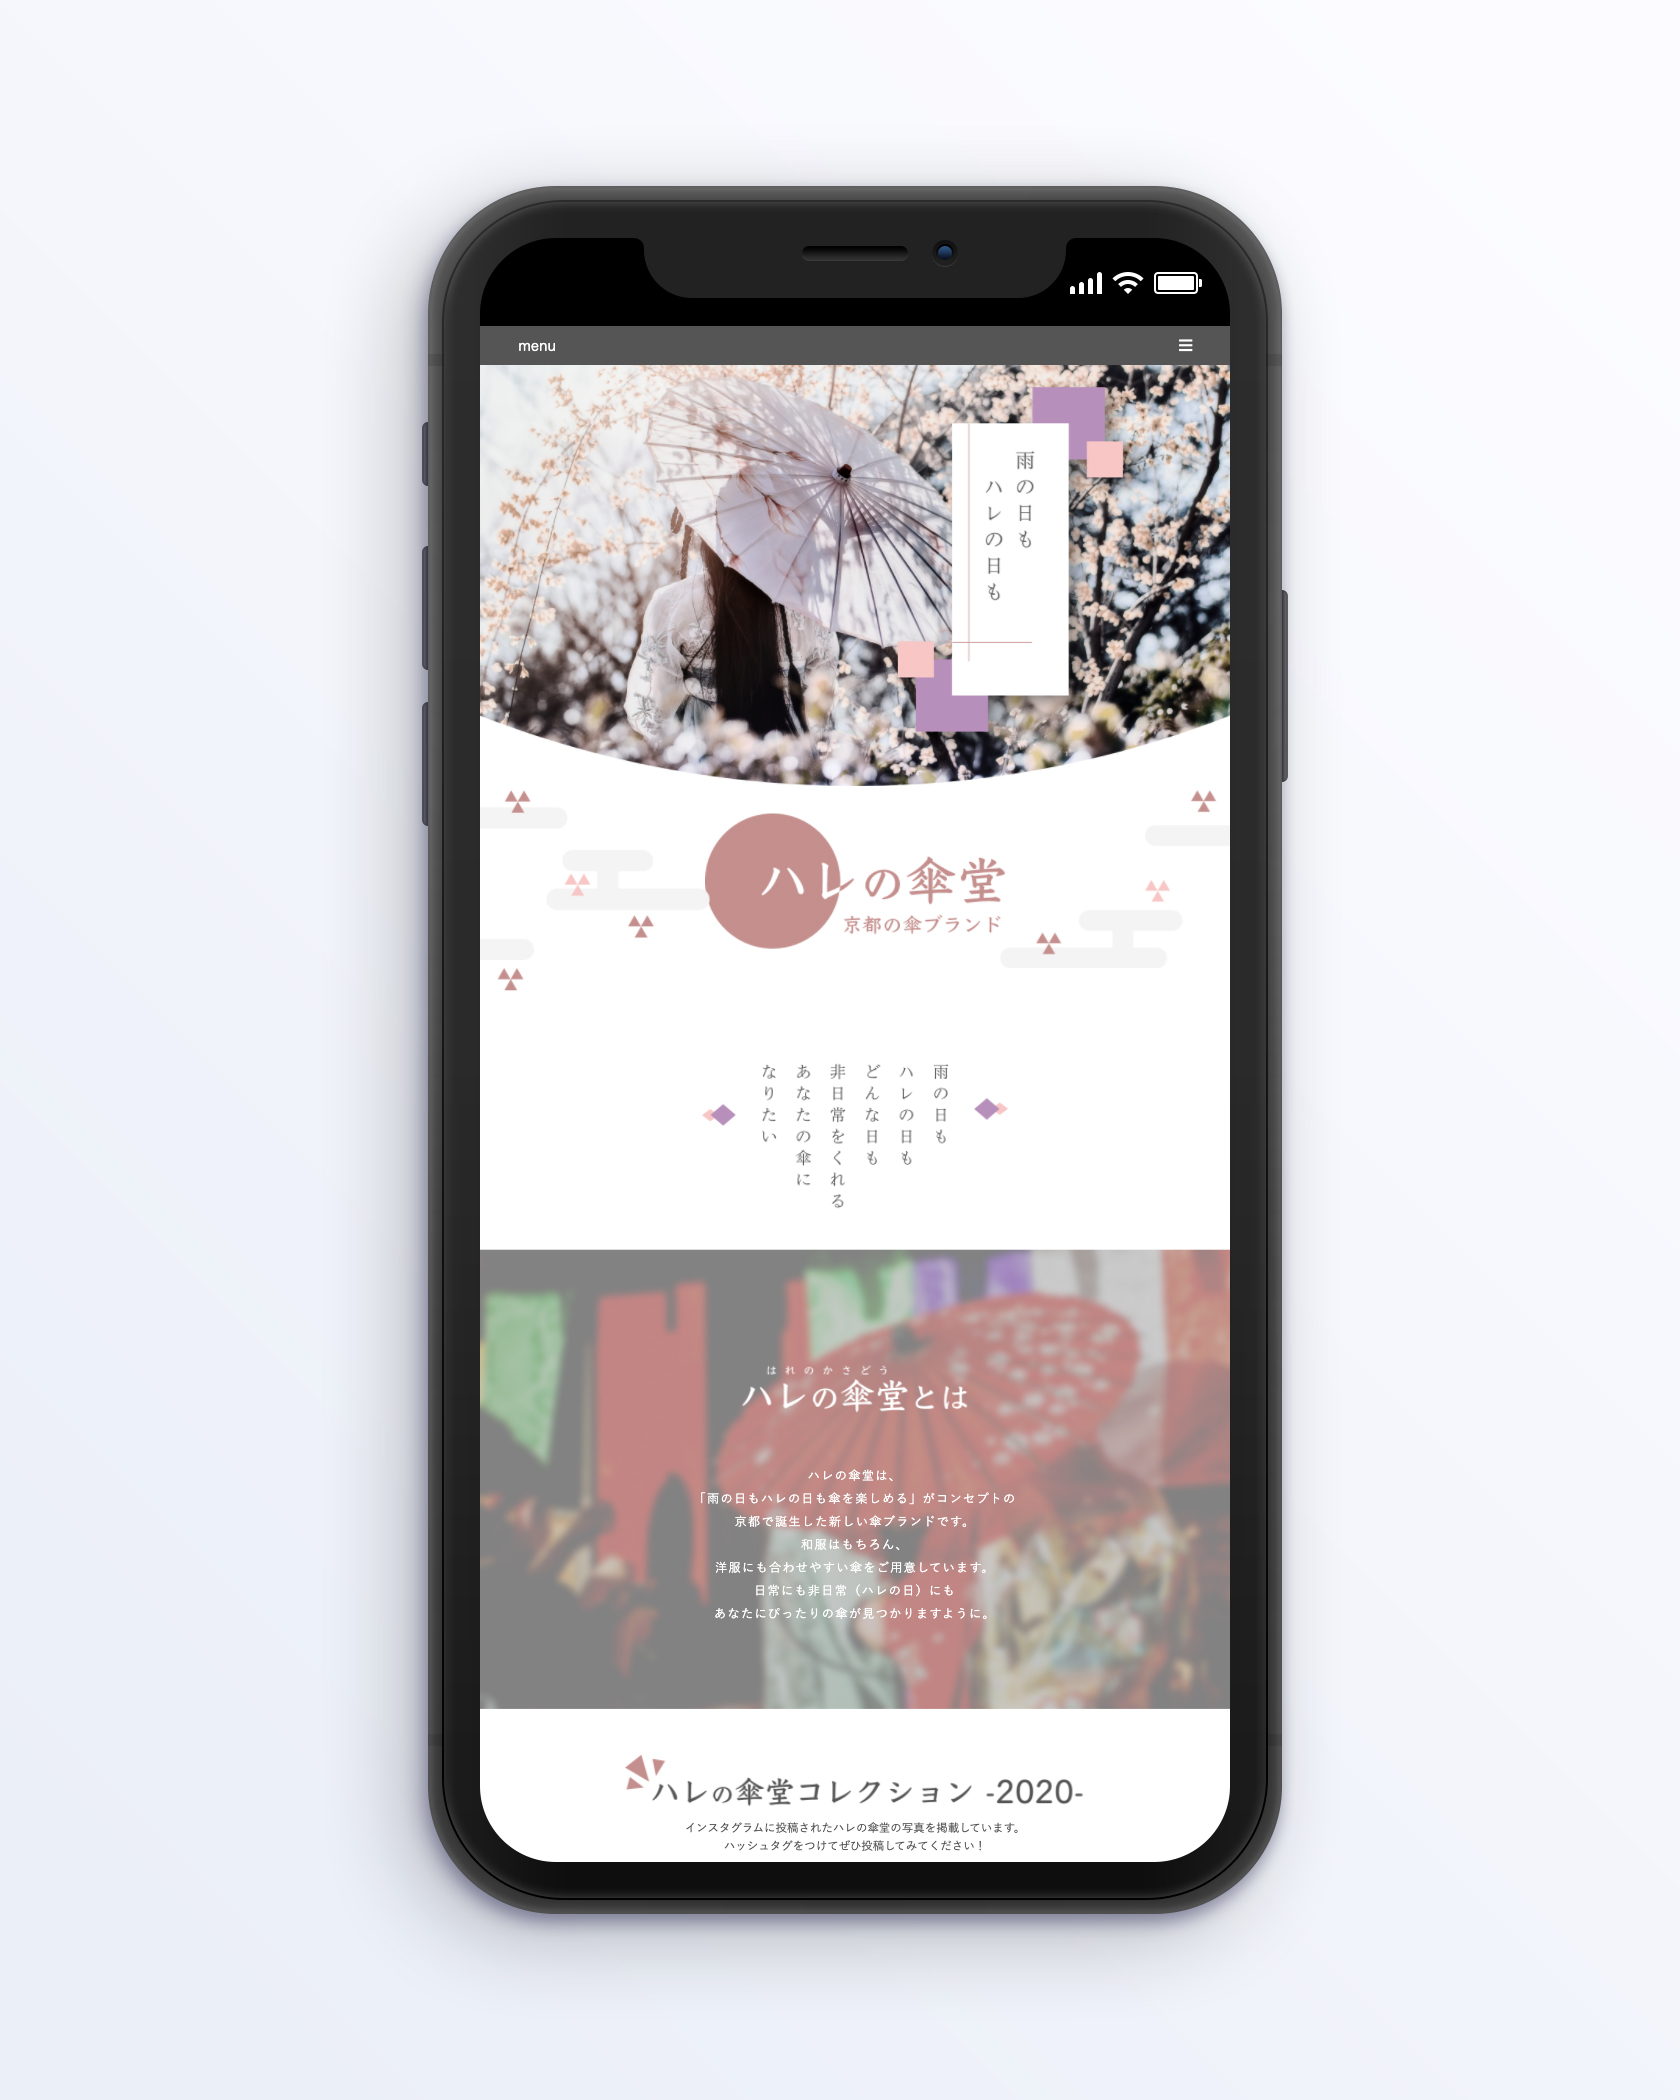 menu
雨の日も
ハレの日も
ハレの傘堂
京都の傘ブランド
雨の日も
ハレの日も
どんな日も
非日常をくれる
あなたの傘に
なりたい
はれのかさどう
ハレの傘堂とは
ハレの傘堂は、
「雨の日もハレの日も傘を楽しめる」がコンセプトの
京都で誕生した新しい傘ブランドです。
和服はもちろん、
洋服にも合わせやすい傘をご用意しています。
日常にも非日常（ハレの日）にも
あなたにぴったりの傘が見つかりますように。
ハレの傘堂コレクション -2020-
インスタグラムに投稿されたハレの傘堂の写真を掲載しています。
ハッシュタグをつけてぜひ投稿してみてください！